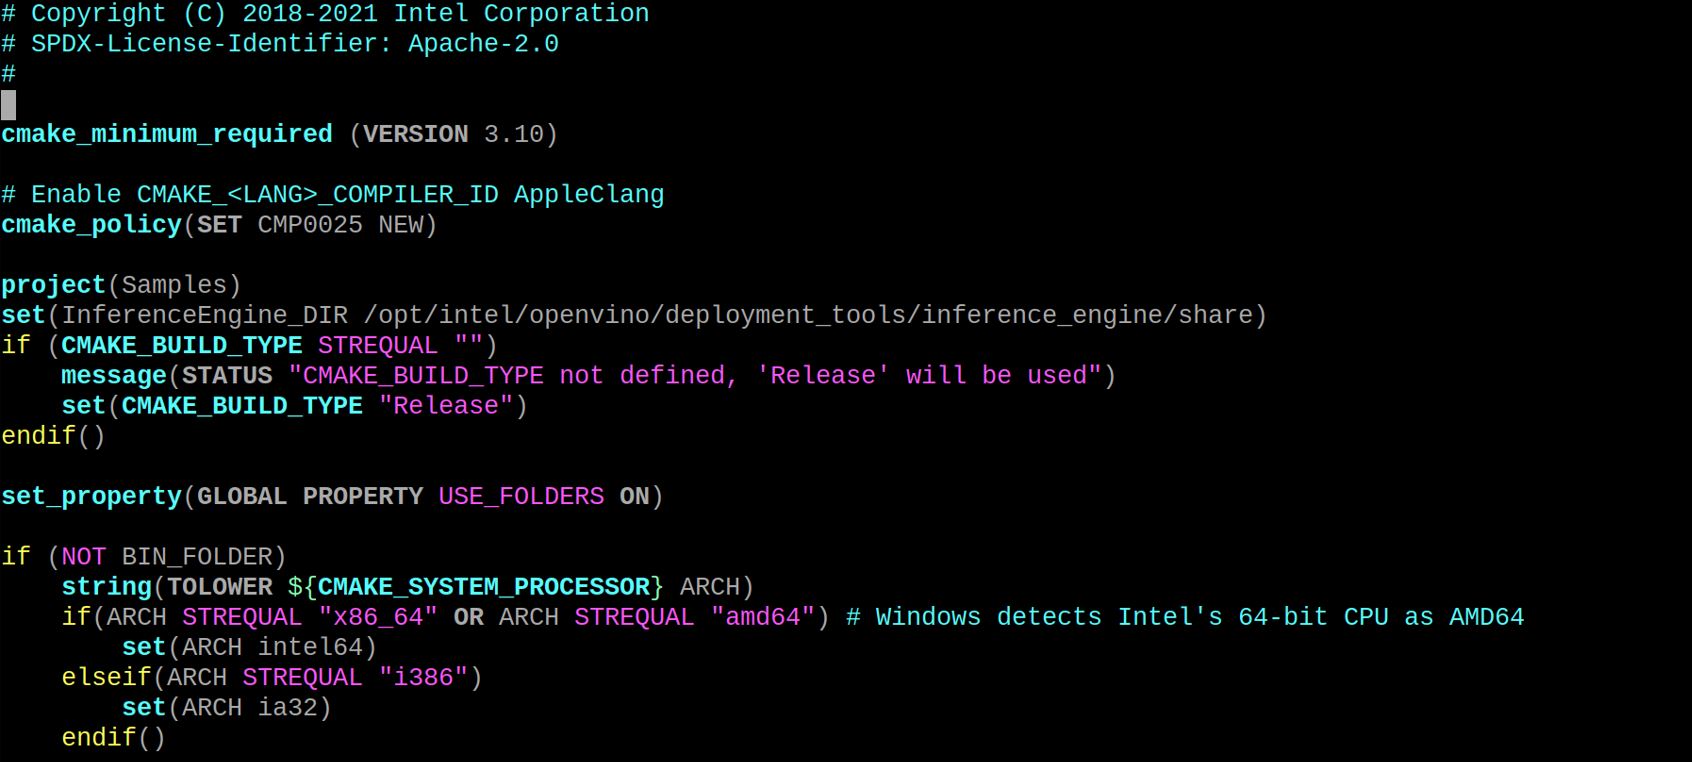 # Copyright (C) 2018-2021 Intel Corporation
# SPDX-License-Identifier: Apache-2.0
#
cmake_minimum_required (VERSION 3.10)
# Enable CMAKE_<LANG>_COMPILER_ID AppleClang
cmake_policy(SET CMP0025 NEW)
project(Samples)
set(InferenceEngine_DIR /opt/intel/openvino/deployment_tools/inference_engine/share)
if (CMAKE_BUILD_TYPE STREQUAL "")
    message(STATUS "CMAKE_BUILD_TYPE not defined, 'Release' will be used")
    set(CMAKE_BUILD_TYPE "Release")
endif()
set_property(GLOBAL PROPERTY USE_FOLDERS ON)
if (NOT BIN_FOLDER)
    string(TOLOWER ${CMAKE_SYSTEM_PROCESSOR} ARCH)
    if(ARCH STREQUAL "x86_64" OR ARCH STREQUAL "amd64") # Windows detects Intel's 64-bit CPU as AMD64
        set(ARCH intel64)
    elseif(ARCH STREQUAL "i386")
        set(ARCH ia32)
    endif()